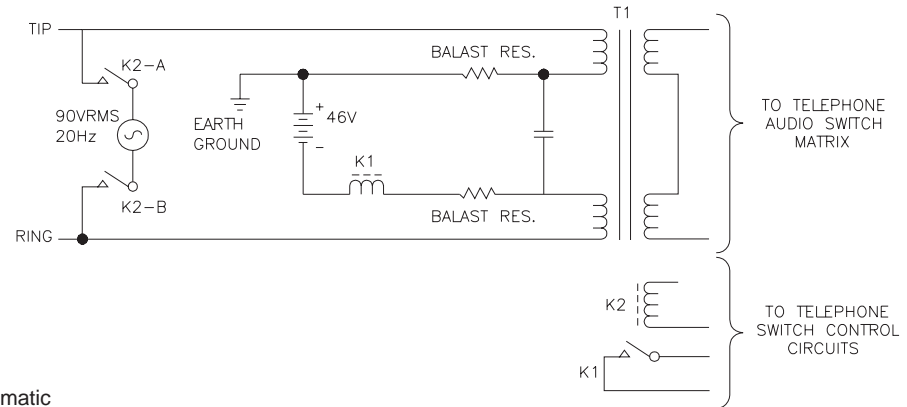 T1
TIP
BALAST RES.
K2-A
90VRMS
20Hz
EARTH
GROUND
+
46V
-
K1
TO TELEPHONE
AUDIO SWITCH
MATRIX
K2-B
BALAST RES.
RING
K2
K1
TO TELEPHONE
SWITCH CONTROL
CIRCUITS
matic